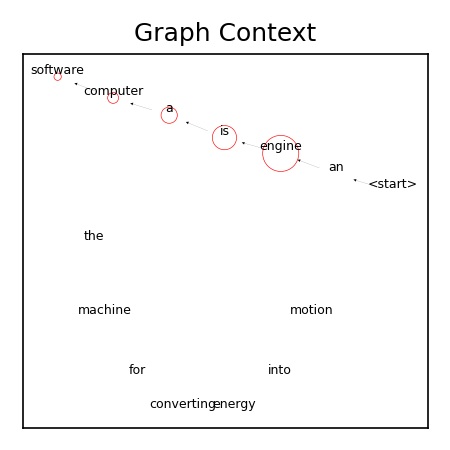 Graph Context
software
computer
a
is
engine
an
<start>
the
machine
motion
for
into
converting
energy